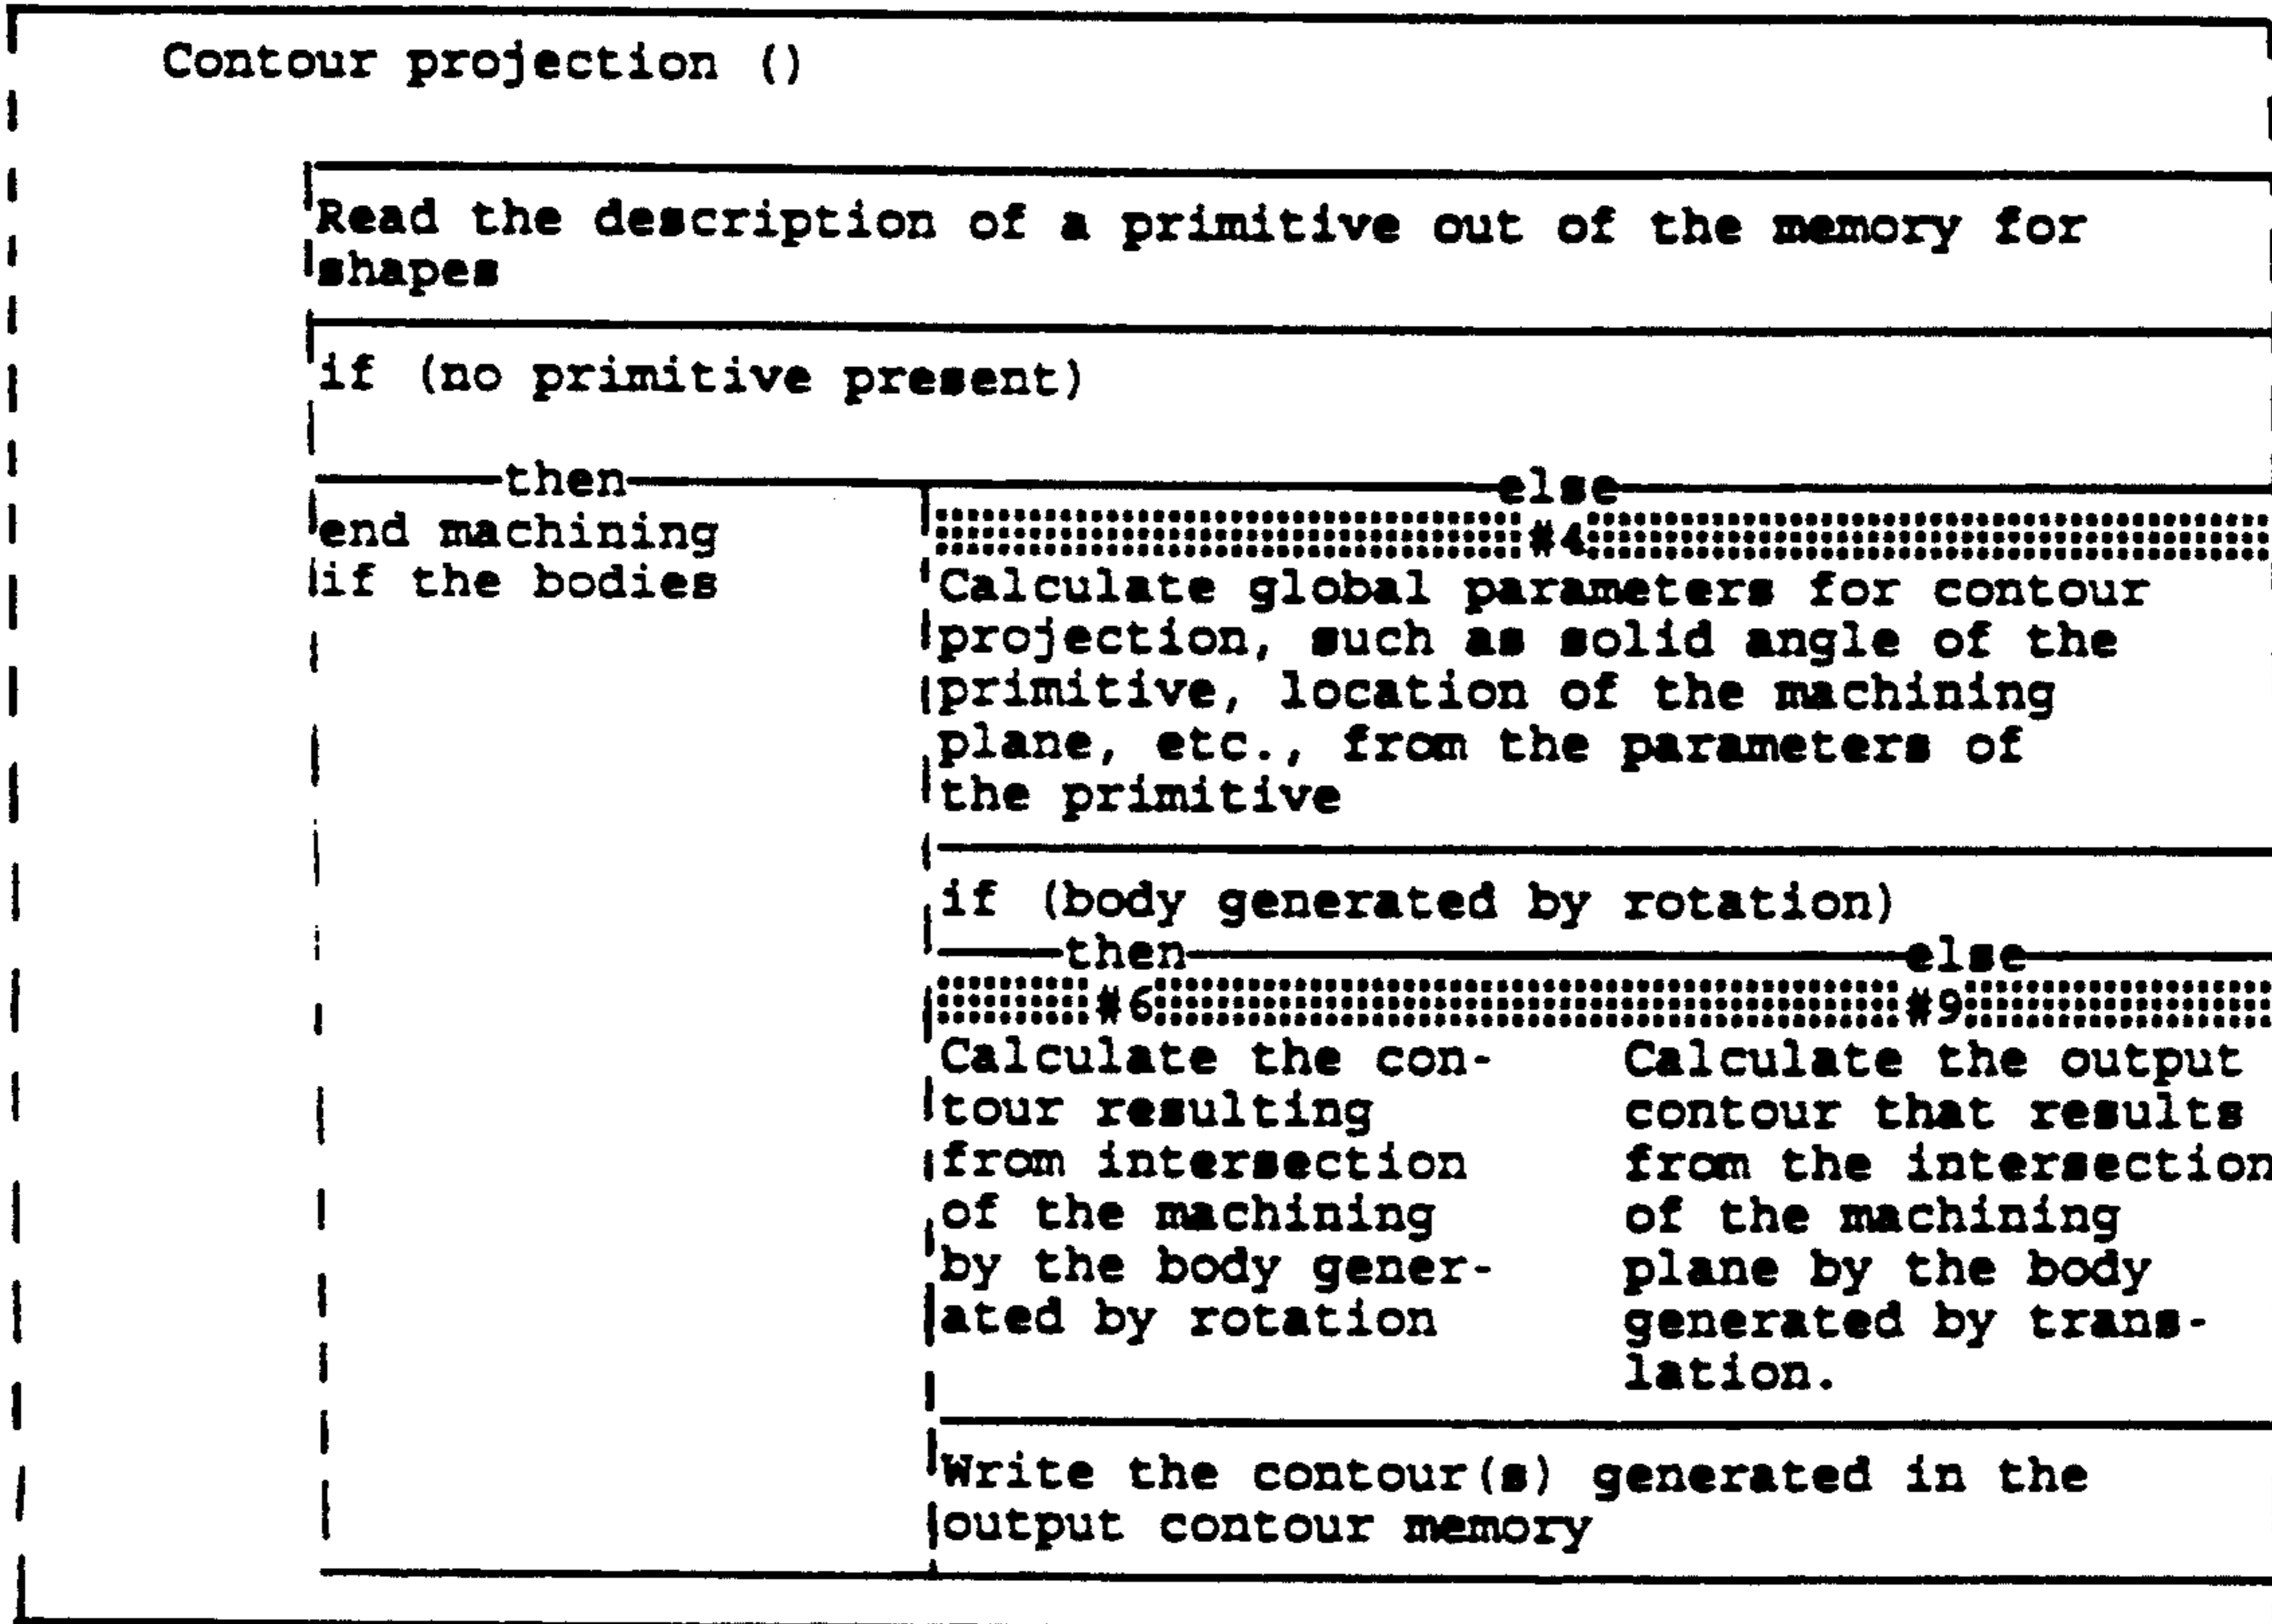 Contour projection ()
Read the description of a primitive out of the memory for
shapes
if (no primitive present)
then else
end machining
if the bodies
#4
Calculate global parameters for contour
projection, such as solid angle of the
primitive, location of the machining
plane, etc., from the parameters of
the primitive
if (body generated by rotation)
then else
#6 #9
Calculate the con-
tour resulting
from intersection
of the machining
by the body gener-
ated by rotation
Calculate the output
contour that results
from the intersection
of the machining
plane by the body
generated by trans-
lation.
Write the contour(s) generated in the
output contour memory